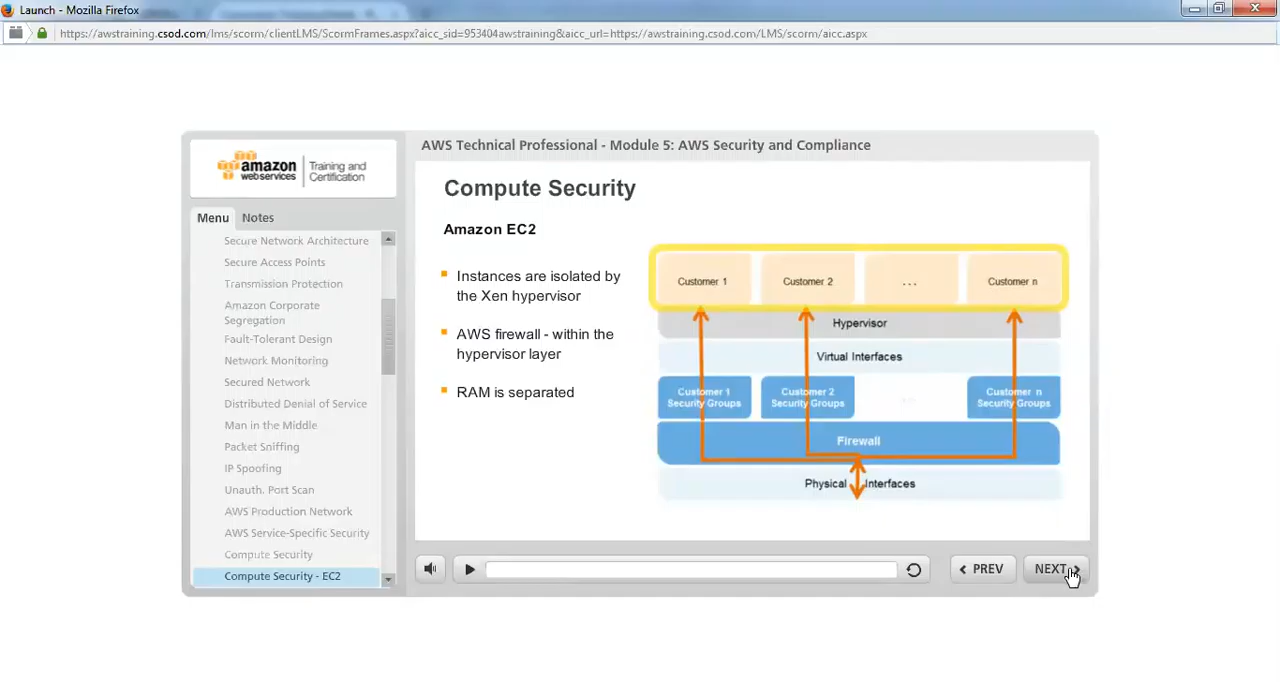 Launch - Mozilla Firefox
https://awstraining.csod.com/lms/scorm/clientLMS/ScormFrames.aspx?aicc_sid=953404awstraining&aicc_url=https://awstraining.csod.com/LMS/scorm/aicc.aspx
amazon
webservices
Training and
Certification
AWS Technical Professional - Module 5: AWS Security and Compliance
Menu
Notes
Secure Network Architecture
Secure Access Points
Transmission Protection
Amazon Corporate
Segregation
Fault-Tolerant Design
Network Monitoring
Secured Network
Distributed Denial of Service
Man in the Middle
Packet Sniffing
IP Spoofing
Unauth. Port Scan
AWS Production Network
AWS Service-Specific Security
Compute Security
Compute Security - EC2
Compute Security
Amazon EC2
Instances are isolated by
the Xen hypervisor
AWS firewall - within the
hypervisor layer
RAM is separated
Customer 1
Customer 2
...
Customer n
Hypervisor
Virtual Interfaces
Customer 1
Security Groups
Customer 2
Security Groups
...
Customer n
Security Groups
Firewall
Physical Interfaces
PREV
NEXT